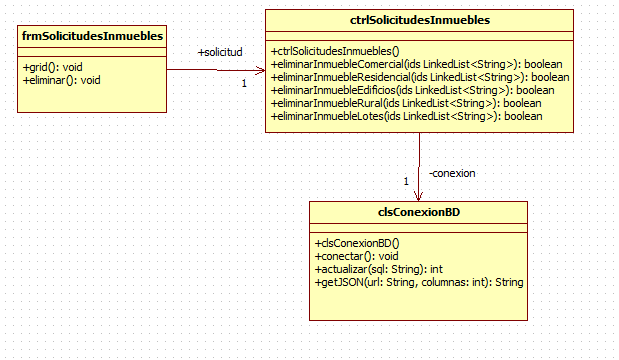 frmSolicitudesInmuebles
+grid(): void
+eliminar(): void
+solicitud
1
ctrlSolicitudesInmuebles
+ctrlSolicitudesInmuebles()
+eliminarInmuebleComercial(ids LinkedList<String>): boolean
+eliminarInmuebleResidencial(ids LinkedList<String>): boolean
+eliminarInmuebleEdificios(ids LinkedList<String>): boolean
+eliminarInmuebleRural(ids LinkedList<String>): boolean
+eliminarInmuebleLotes(ids LinkedList<String>): boolean
-conexion
1
clsConexionBD
+clsConexionBD()
+conectar(): void
+actualizar(sql: String): int
+getJSON(url: String, columnas: int): String